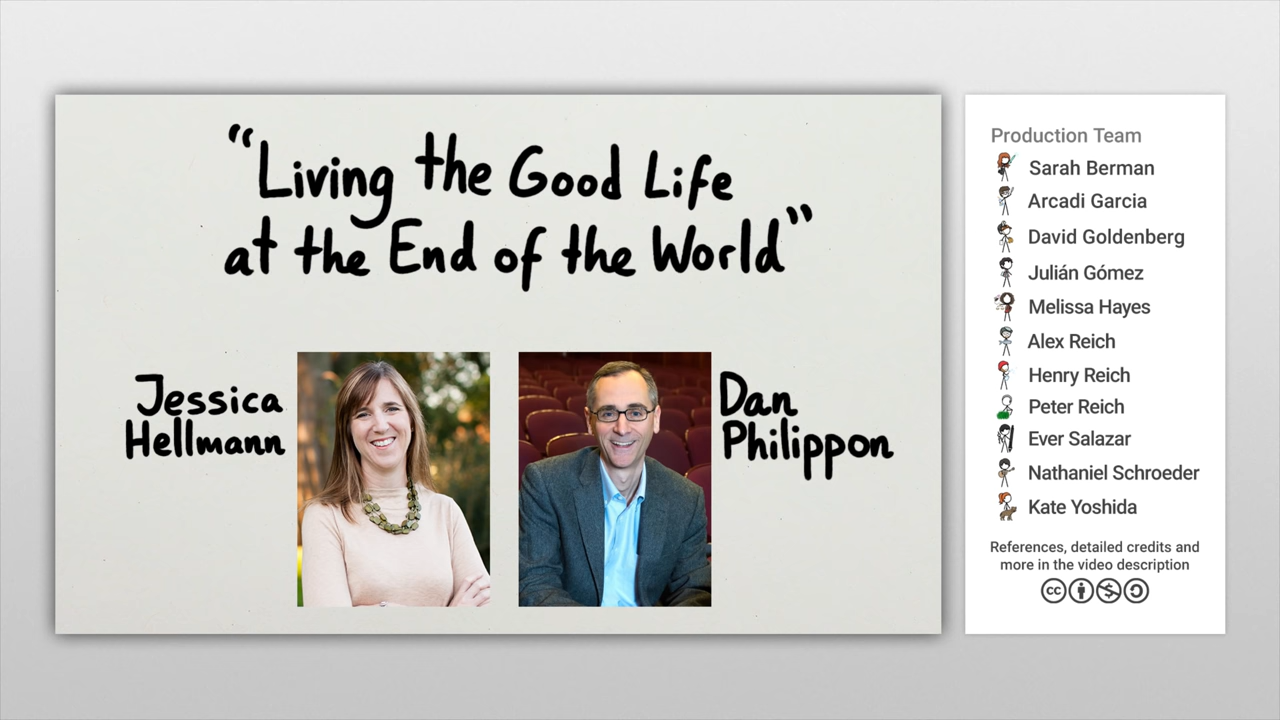 “Living the Good Life
at the End of the World”
Jessica
Hellmann
Dan
Philippon
Production Team
Sarah Berman
Arcadi Garcia
David Goldenberg
Julián Gómez
Melissa Hayes
Alex Reich
Henry Reich
Peter Reich
Ever Salazar
Nathaniel Schroeder
Kate Yoshida
References, detailed credits and
more in the video description
cc